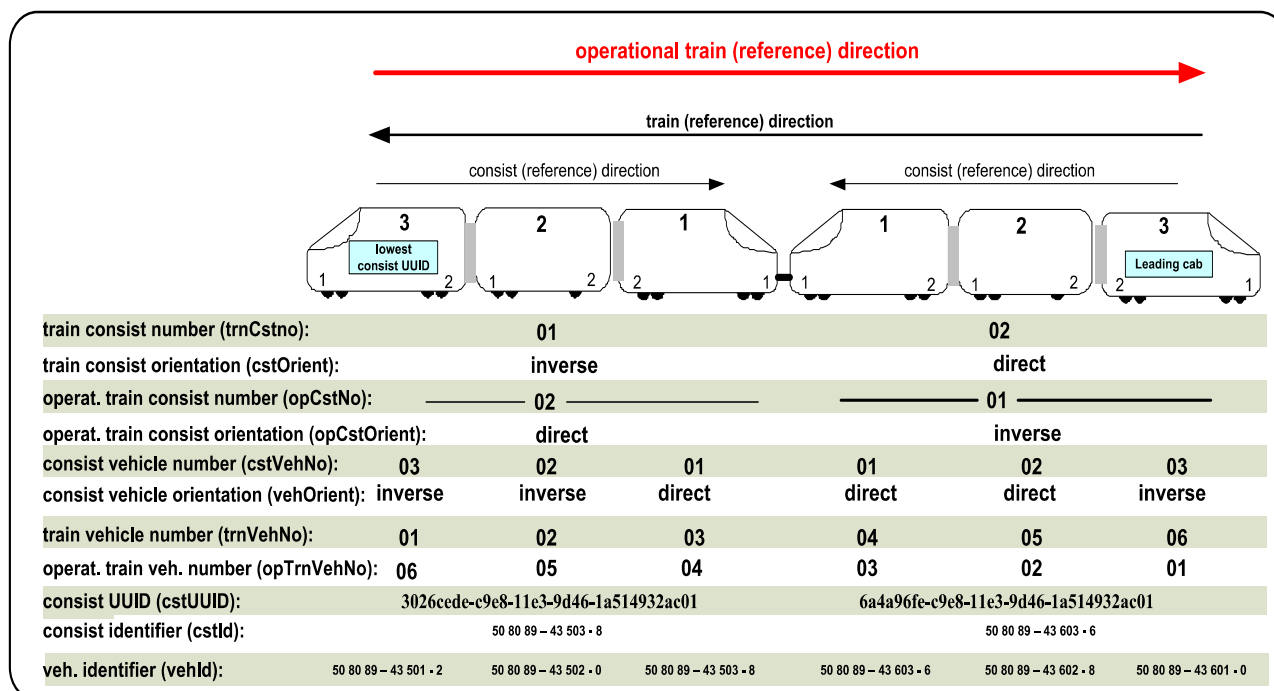 operational train (reference) direction
train (reference) direction
consist (reference) direction consist (reference) direction
3 2 1 1 2 3
lowest
consist UUID
Leading cab
1 2 2 2 1 1 2 2 2 1
train consist number (trnCstno): 01 02
train consist orientation (cstOrient): inverse direct
operat. train consist number (opCstNo): 02 01
operat. train consist orientation (opCstOrient): direct inverse
consist vehicle number (cstVehNo): 03 02 01 01 02 03
consist vehicle orientation (vehOrient): inverse inverse direct direct direct inverse
train vehicle number (trnVehNo): 01 02 03 04 05 06
operat. train veh. number (opTrnVehNo): 06 05 04 03 02 01
consist UUID (cstUUID): 3026cede-c9e8-11e3-9d46-1a514932ac01 6a4a96fe-c9e8-11e3-9d46-1a514932ac01
consist identifier (cstId): 50 80 89 – 43 503 - 8 50 80 89 – 43 603 - 6
veh. identifier (vehId): 50 80 89 – 43 501 - 2 50 80 89 – 43 502 - 0 50 80 89 – 43 503 - 8 50 80 89 – 43 603 - 6 50 80 89 – 43 602 - 8 50 80 89 – 43 601 - 0